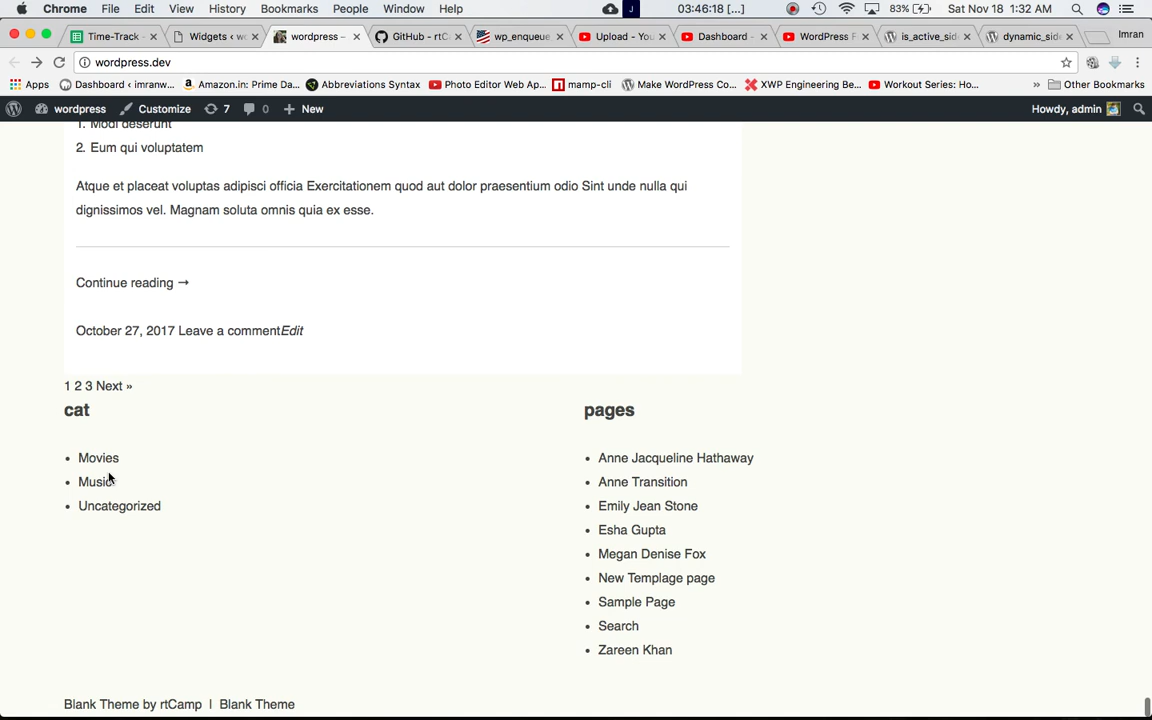 Chrome File Edit View History Bookmarks People Window Help 03:46:18 [...] J 83% Sat Nov 18 1:32 AM
Time-Track - Widgets ‹ wo wordpress – GitHub - rtC wp_enqueue Upload - You Dashboard - WordPress F is_active_sid dynamic_side Imran
wordpress.dev
Apps Dashboard ‹ imranw... Amazon.in: Prime Da... Abbreviations Syntax Photo Editor Web Ap... mamp-cli Make WordPress Co... XWP Engineering Be... Workout Series: Ho... » Other Bookmarks
wordpress Customize 7 0 New Howdy, admin
1. Modi deserunt
2. Eum qui voluptatem
Atque et placeat voluptas adipisci officia Exercitationem quod aut dolor praesentium odio Sint unde nulla qui
dignissimos vel. Magnam soluta omnis quia ex esse.
Continue reading →
October 27, 2017 Leave a commentEdit
1 2 3 Next »
cat
• Movies
• Music
• Uncategorized
pages
• Anne Jacqueline Hathaway
• Anne Transition
• Emily Jean Stone
• Esha Gupta
• Megan Denise Fox
• New Templage page
• Sample Page
• Search
• Zareen Khan
Blank Theme by rtCamp | Blank Theme